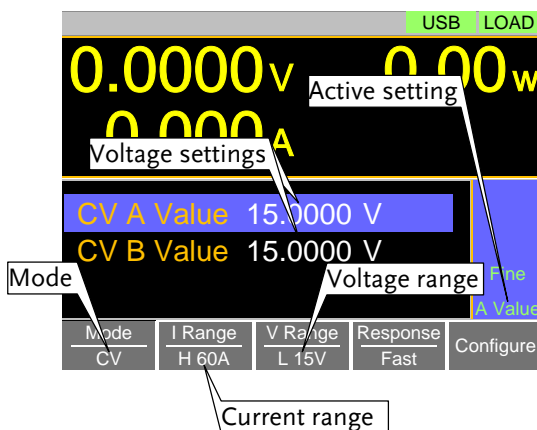 USB LOAD
0.0000V 0.00W
Active setting
0.000A
Voltage settings
CV A Value 15.0000 V
CV B Value 15.0000 V
Mode
Voltage range
Fine
A Value
Mode I Range V Range Response Configure
CV H 60A L 15V Fast
Current range